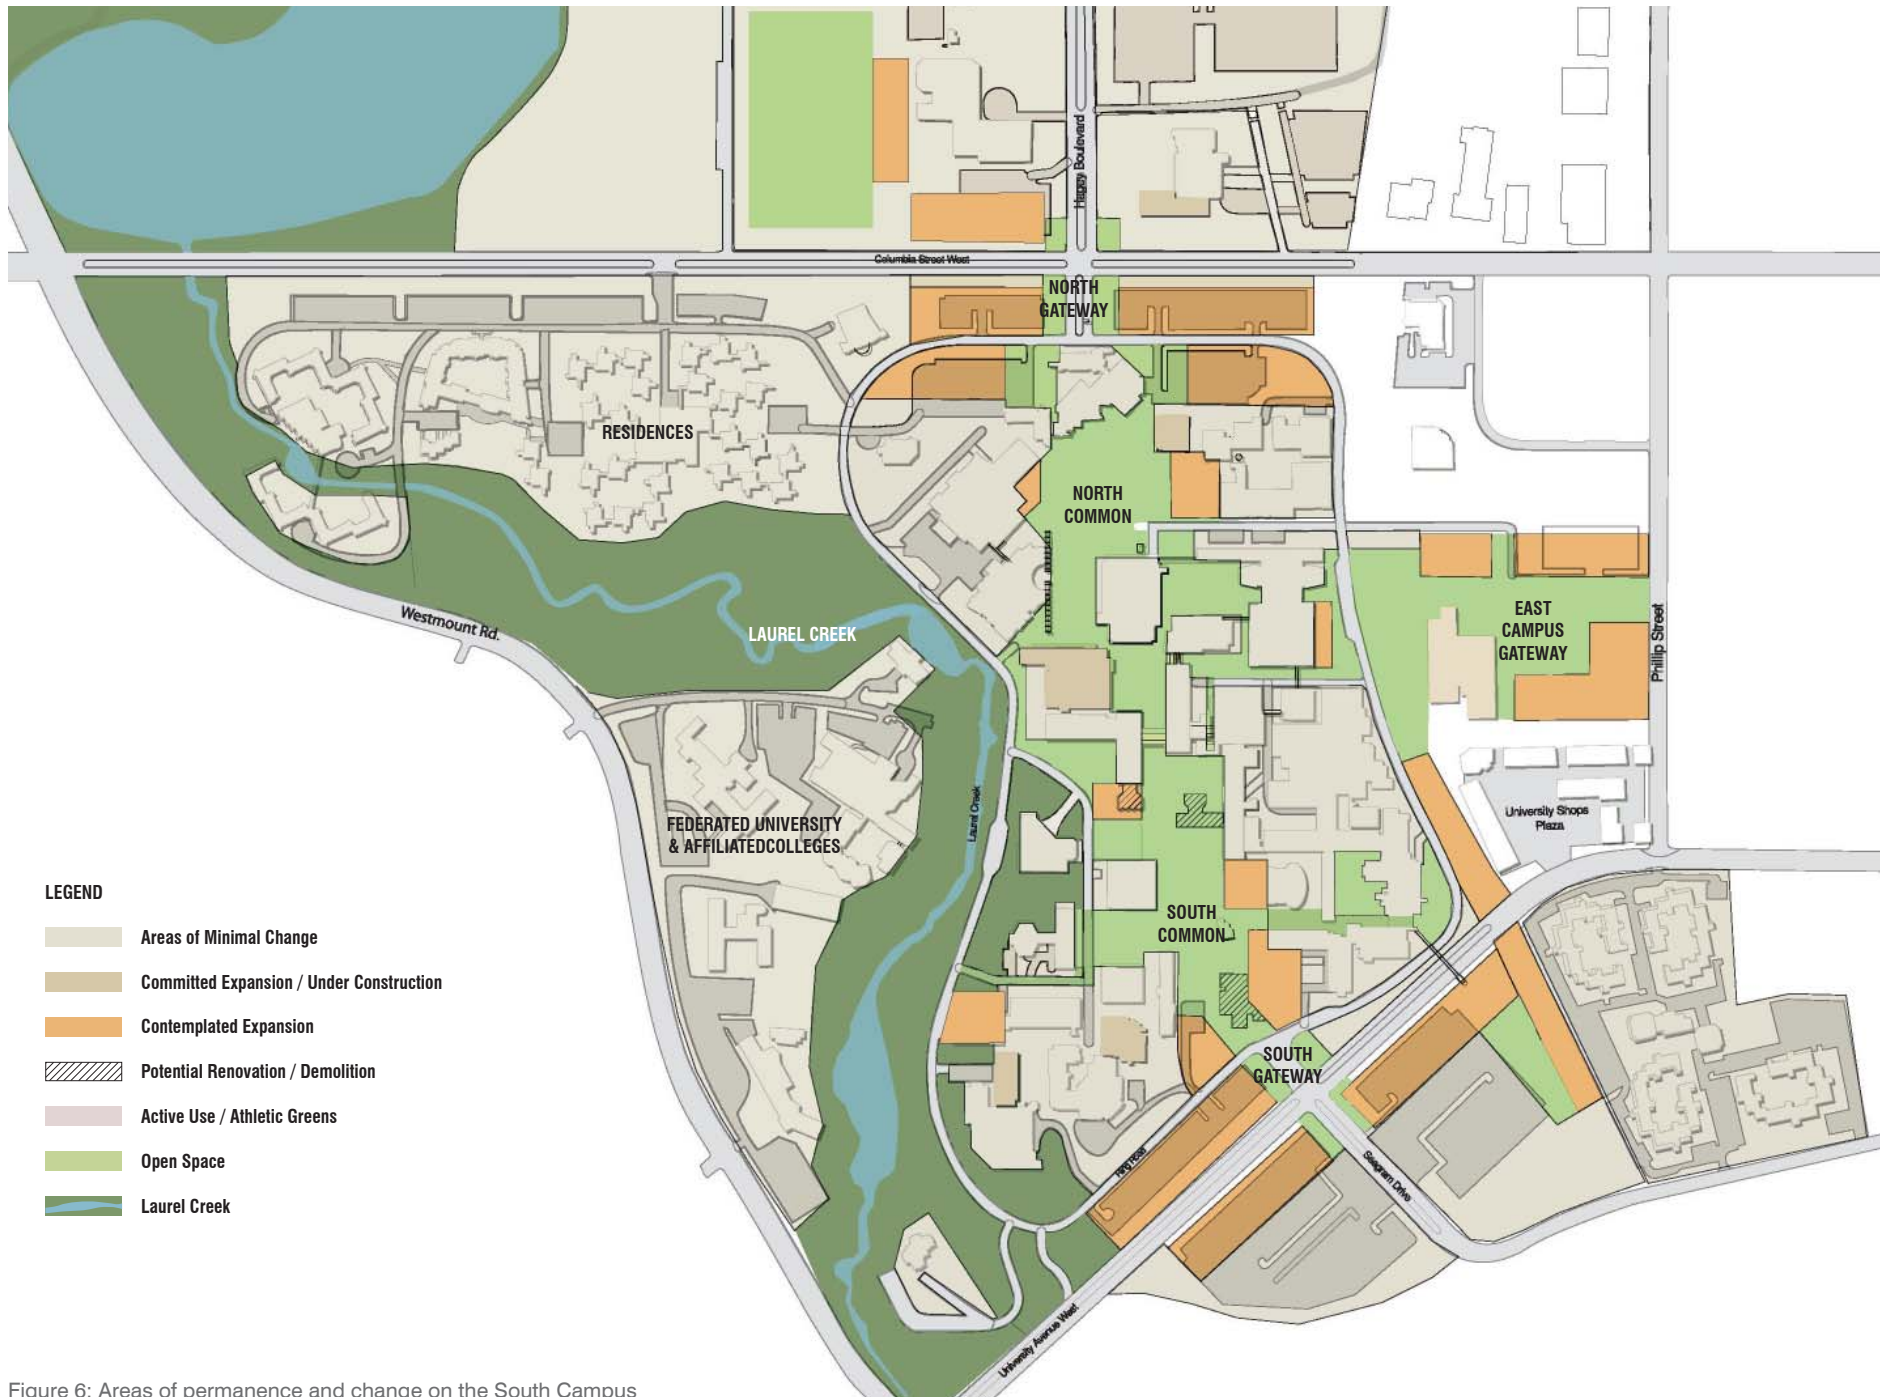 Hagey Boulevard
Columbia Street West
NORTH
GATEWAY
RESIDENCES
NORTH
COMMON
Westmount Rd.
LAUREL CREEK
EAST
CAMPUS
GATEWAY
Phillip Street
Laurel Creek
FEDERATED UNIVERSITY
& AFFILIATEDCOLLEGES
University Shops
Plaza
SOUTH
COMMON
SOUTH
GATEWAY
Ring Road
Seagram Drive
University Avenue West
LEGEND
Areas of Minimal Change
Committed Expansion / Under Construction
Contemplated Expansion
Potential Renovation / Demolition
Active Use / Athletic Greens
Open Space
Laurel Creek
Figure 6: Areas of permanence and change on the South Campus